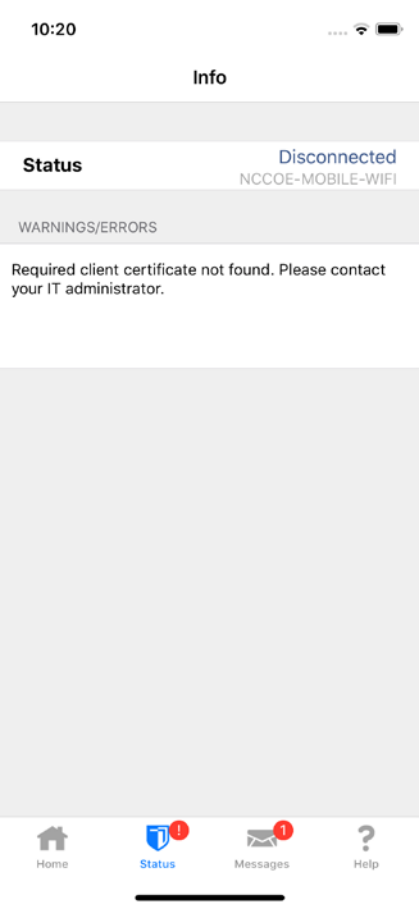 10:20
Info
Status
Disconnected
NCCOE-MOBILE-WIFI
WARNINGS/ERRORS
Required client certificate not found. Please contact
your IT administrator.
!
1
Home
Status
Messages
Help